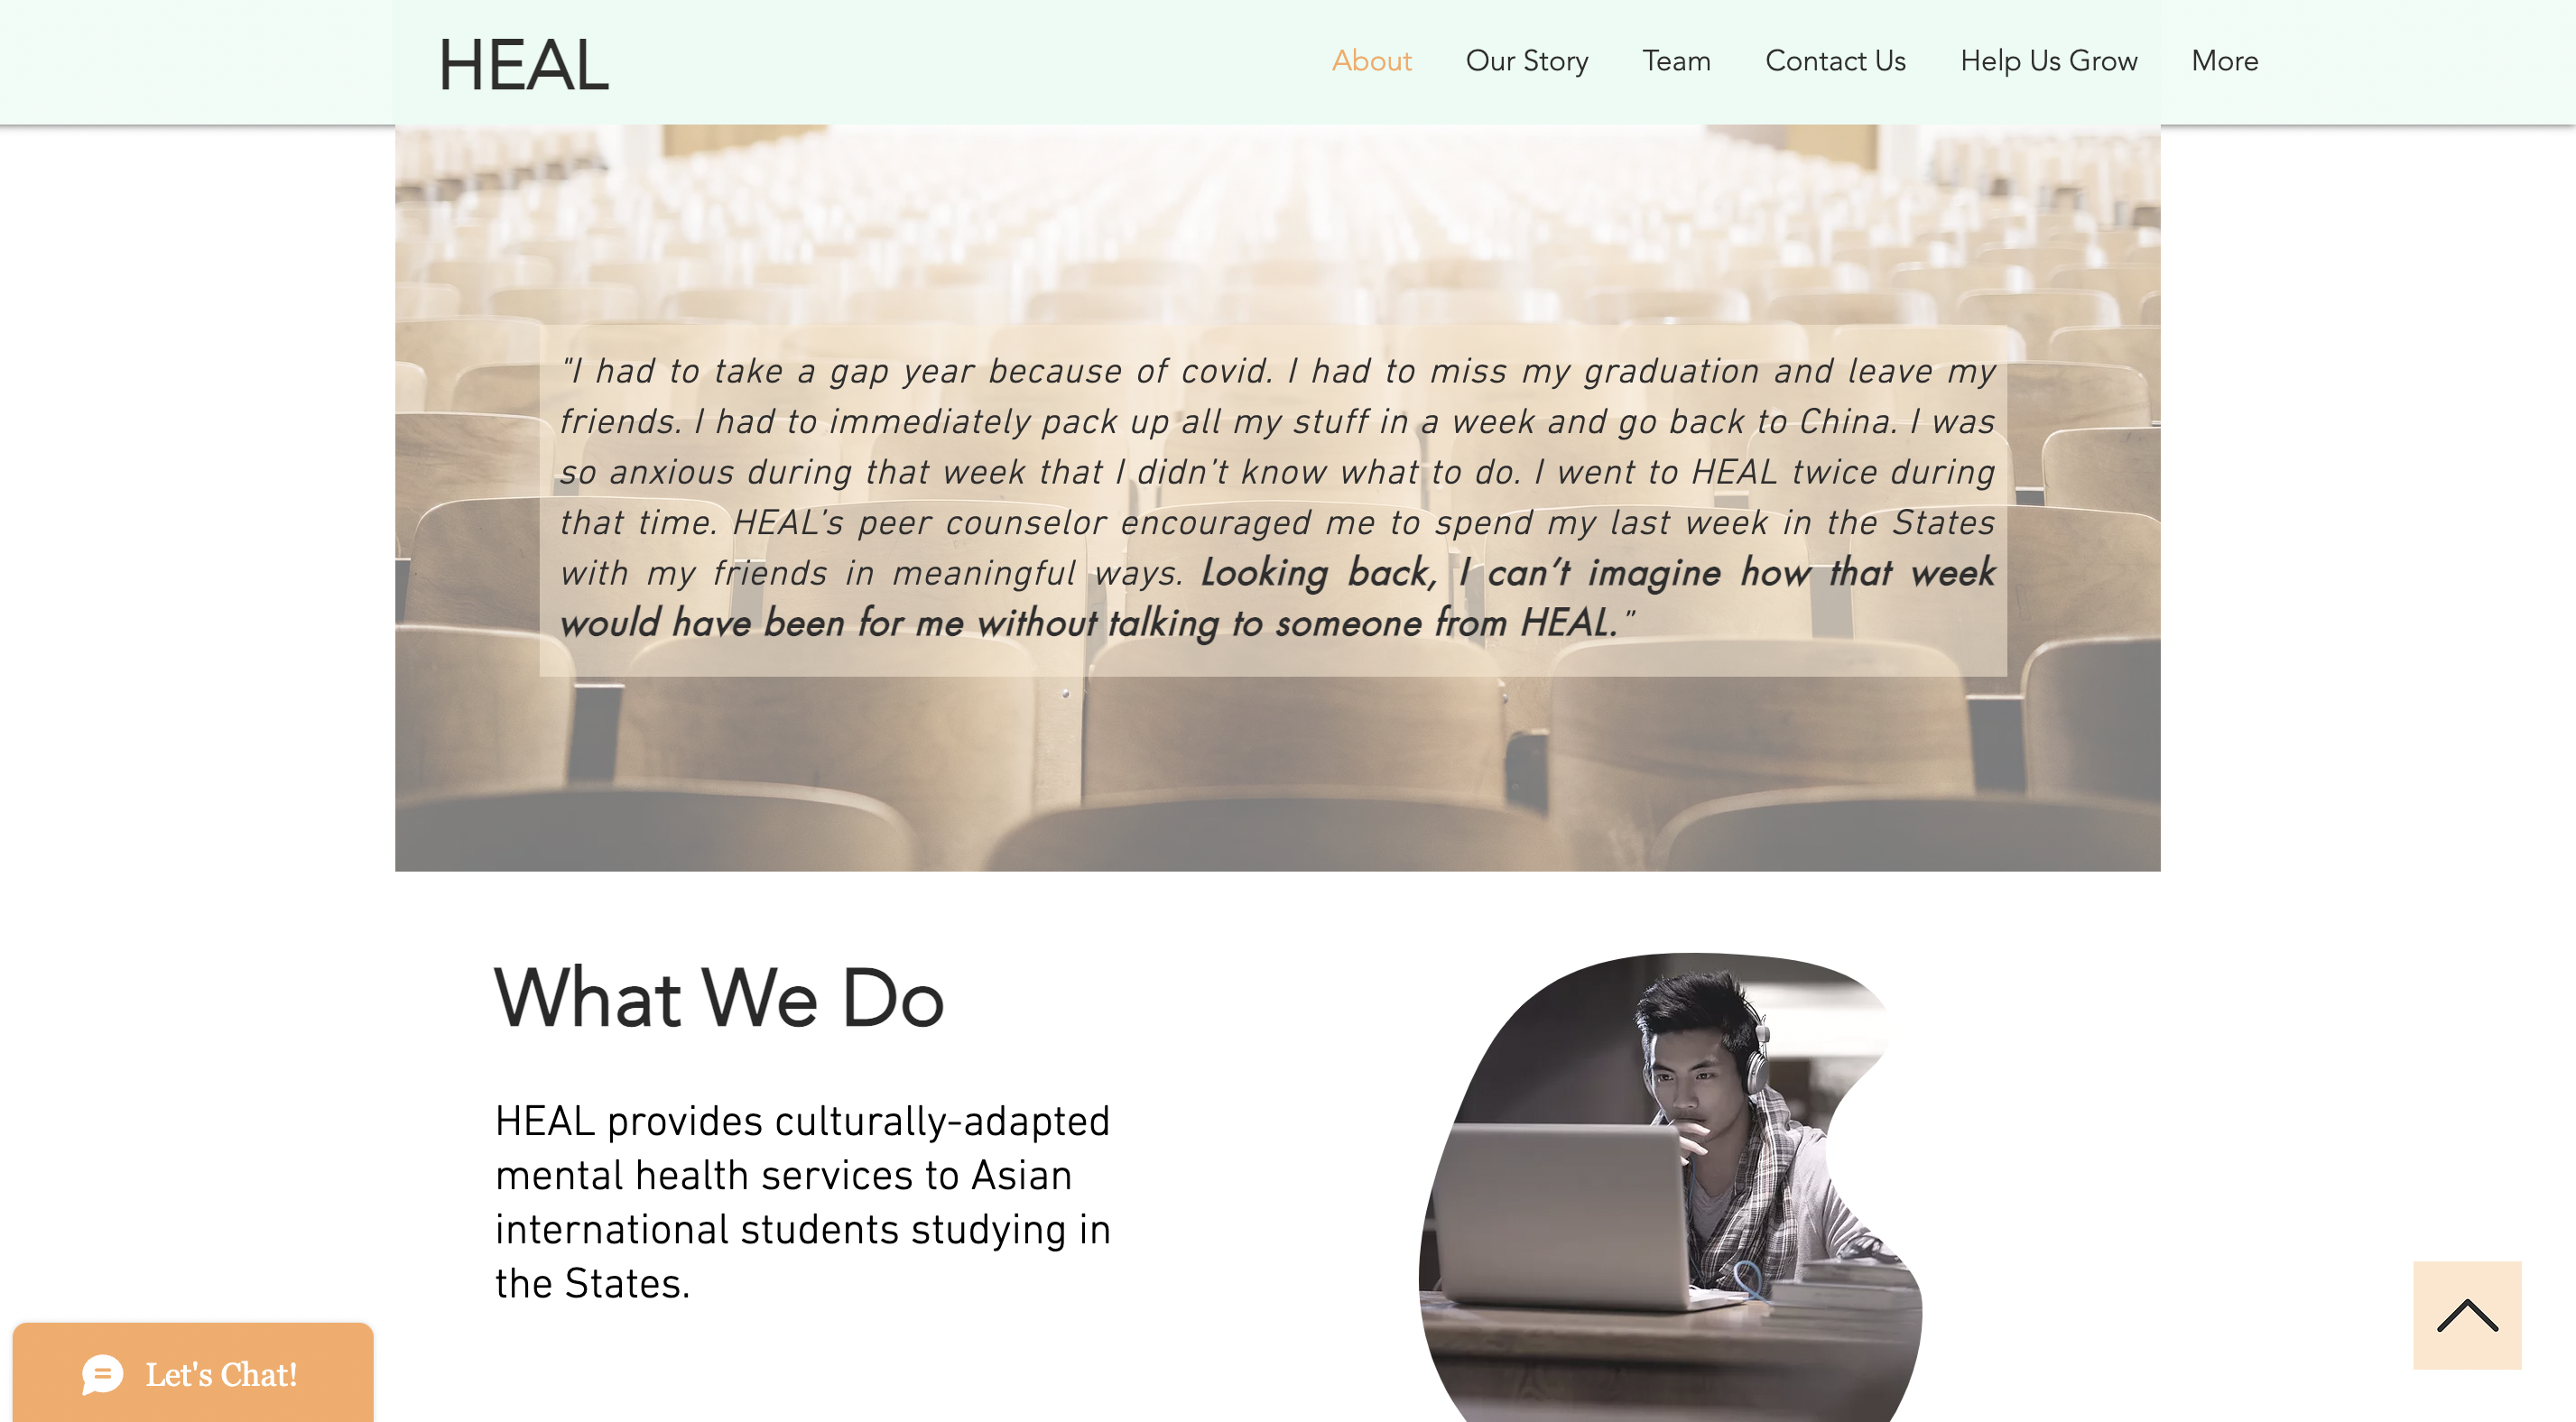 HEAL
About Our Story Team Contact Us Help Us Grow More
"I had to take a gap year because of covid. I had to miss my graduation and leave my
friends. I had to immediately pack up all my stuff in a week and go back to China. I was
so anxious during that week that I didn’t know what to do. I went to HEAL twice during
that time. HEAL’s peer counselor encouraged me to spend my last week in the States
with my friends in meaningful ways. Looking back, I can’t imagine how that week
would have been for me without talking to someone from HEAL."
What We Do
HEAL provides culturally-adapted
mental health services to Asian
international students studying in
the States.
Let's Chat!